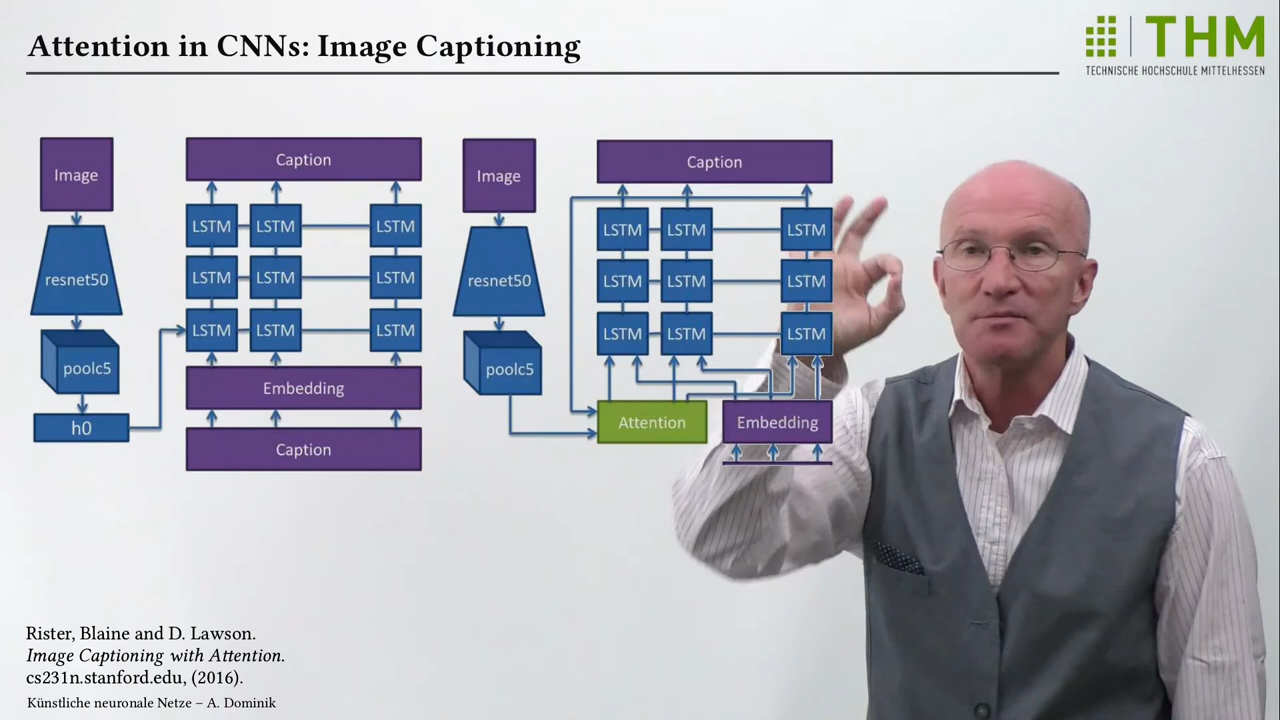 Attention in CNNs: Image Captioning
THM
TECHNISCHE HOCHSCHULE MITTELHESSEN
Image
resnet50
poolc5
h0
Caption
LSTM LSTM LSTM
LSTM LSTM LSTM
LSTM LSTM LSTM
Embedding
Caption
Image
resnet50
poolc5
Caption
LSTM LSTM LSTM
LSTM LSTM LSTM
LSTM LSTM LSTM
Attention Embedding
Rister, Blaine and D. Lawson.
Image Captioning with Attention.
cs231n.stanford.edu, (2016).
Künstliche neuronale Netze – A. Dominik